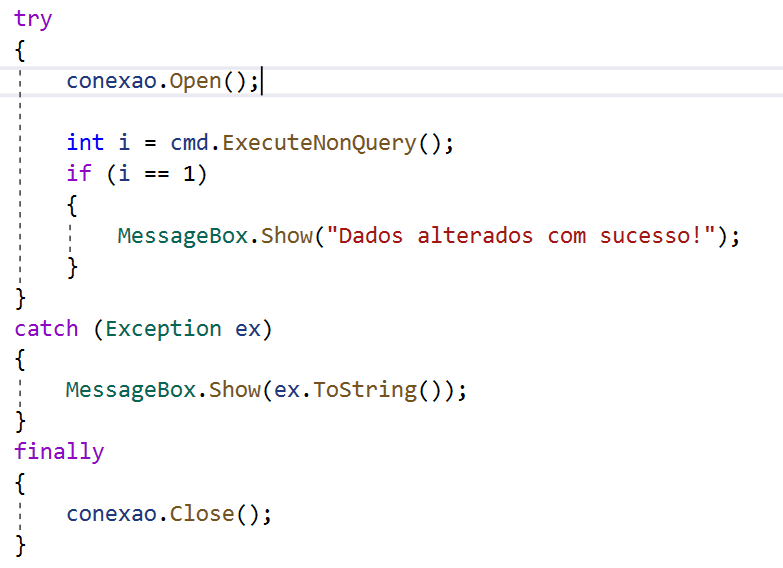 try
{
    conexao.Open();

    int i = cmd.ExecuteNonQuery();
    if (i == 1)
    {
        MessageBox.Show("Dados alterados com sucesso!");
    }
}
catch (Exception ex)
{
    MessageBox.Show(ex.ToString());
}
finally
{
    conexao.Close();
}